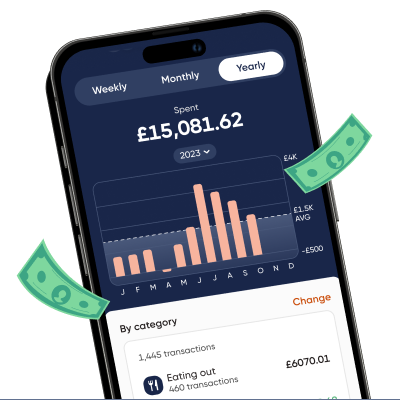 Weekly Monthly Yearly
Spent
£15,081.62
2023
£4K
£1.5K
AVG
-£500
J F M A M J J A S O N D
By category
Change
1,445 transactions
Eating out
£6070.01
460 transactions